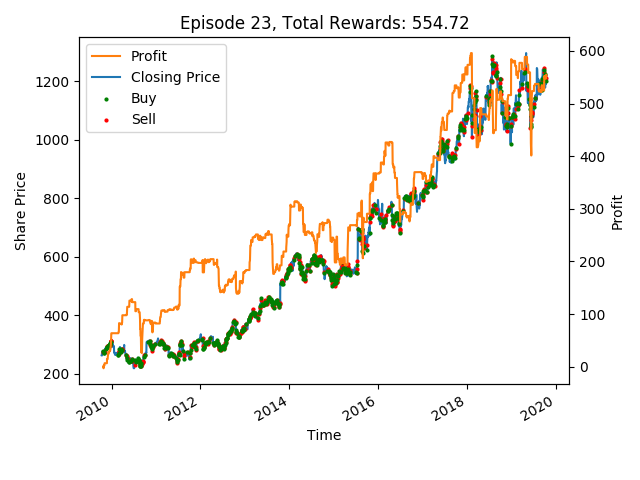 Episode 23, Total Rewards: 554.72
Profit
Closing Price
Buy
Sell
1200
1000
800
600
400
200
Share Price
600
500
400
300
200
100
0
Profit
2010
2012
2014
2016
2018
2020
Time